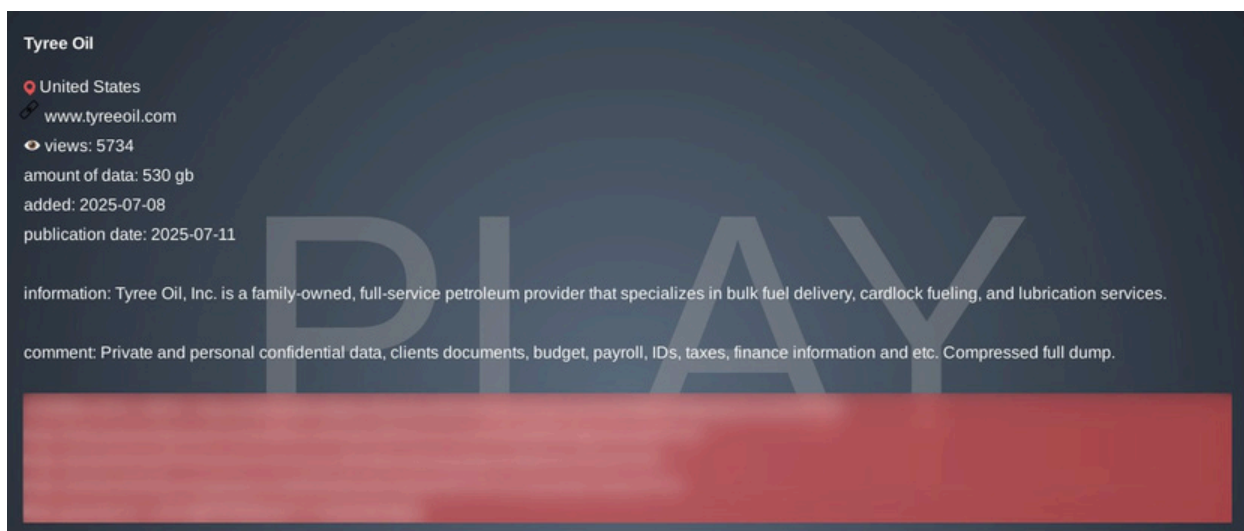 Tyree Oil
United States
www.tyreeoil.com
views: 5734
amount of data: 530 gb
added: 2025-07-08
publication date: 2025-07-11
PLAY
information: Tyree Oil, Inc. is a family-owned, full-service petroleum provider that specializes in bulk fuel delivery, cardlock fueling, and lubrication services.
comment: Private and personal confidential data, clients documents, budget, payroll, IDs, taxes, finance information and etc. Compressed full dump.